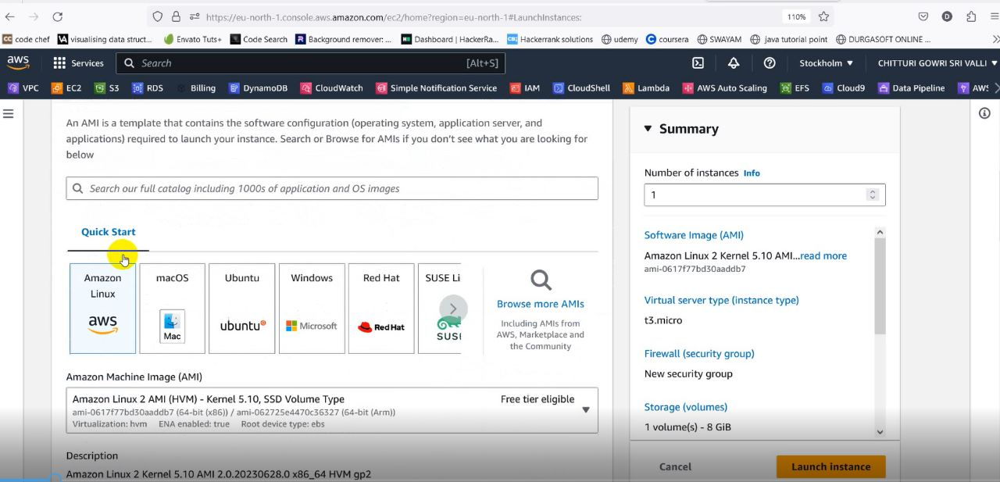 https://eu-north-1.console.aws.amazon.com/ec2/home?region=eu-north-1#LaunchInstances:
110%
CC code chef
VA visualising data struct...
Envato Tuts+
Code Search
R Background remover: ...
H Dashboard | HackerRa...
Hackerrank solutions
udemy
C coursera
SWAYAM
java tutorial point
DURGASOFT ONLINE ...
aws
Services
Search
[Alt+S]
Stockholm
CHITTURI GOWRI SRI VALLI
VPC
EC2
S3
RDS
Billing
DynamoDB
CloudWatch
Simple Notification Service
IAM
CloudShell
Lambda
AWS Auto Scaling
EFS
Cloud9
Data Pipeline
AWS
An AMI is a template that contains the software configuration (operating system, application server, and
applications) required to launch your instance. Search or Browse for AMIs if you don't see what you are looking for
below
Search our full catalog including 1000s of application and OS images
Quick Start
Amazon
Linux
aws
macOS
Mac
Ubuntu
ubuntu
Windows
Microsoft
Red Hat
Red Hat
SUSE Li
SUSE
Browse more AMIs
Including AMIs from
AWS, Marketplace and
the Community
Amazon Machine Image (AMI)
Amazon Linux 2 AMI (HVM) - Kernel 5.10, SSD Volume Type
Free tier eligible
ami-0617f77bd30aaddb7 (64-bit (x86)) / ami-062725e4470c36327 (64-bit (Arm))
Virtualization: hvm ENA enabled: true Root device type: ebs
Description
Amazon Linux 2 Kernel 5.10 AMI 2.0.20230628.0 x86_64 HVM gp2
Summary
Number of instances Info
1
Software Image (AMI)
Amazon Linux 2 Kernel 5.10 AMI...read more
ami-0617f77bd30aaddb7
Virtual server type (instance type)
t3.micro
Firewall (security group)
New security group
Storage (volumes)
1 volume(s) - 8 GiB
Cancel
Launch instance